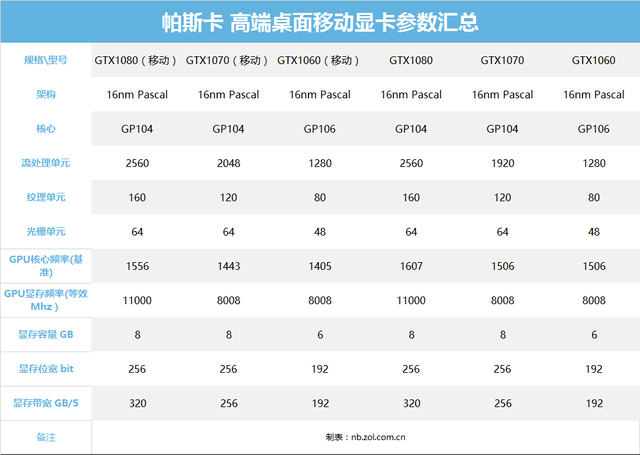 帕斯卡 高端桌面移动显卡参数汇总
规格\型号 GTX1080（移动） GTX1070（移动） GTX1060（移动） GTX1080 GTX1070 GTX1060
架构 16nm Pascal 16nm Pascal 16nm Pascal 16nm Pascal 16nm Pascal 16nm Pascal
核心 GP104 GP104 GP106 GP104 GP104 GP106
流处理单元 2560 2048 1280 2560 1920 1280
纹理单元 160 120 80 160 120 80
光栅单元 64 64 48 64 64 48
GPU核心频率(基
准) 1556 1443 1405 1607 1506 1506
GPU显存频率(等效
Mhz） 11000 8008 8008 11000 8008 8008
显存容量 GB 8 8 6 8 8 6
显存位宽 bit 256 256 192 256 256 192
显存带宽 GB/S 320 256 192 320 256 192
备注 制表：nb.zol.com.cn